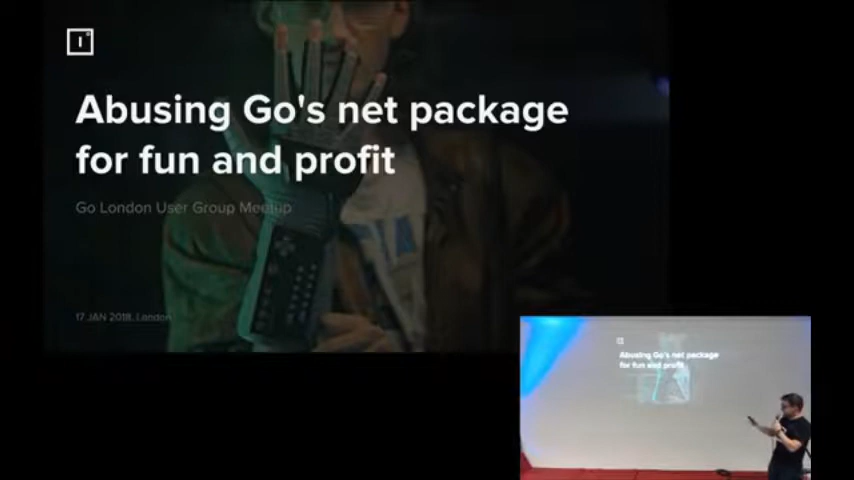 Abusing Go's net package
for fun and profit
Go London User Group Meetup
17 JAN 2018, London
Abusing Go's net package
for fun and profit